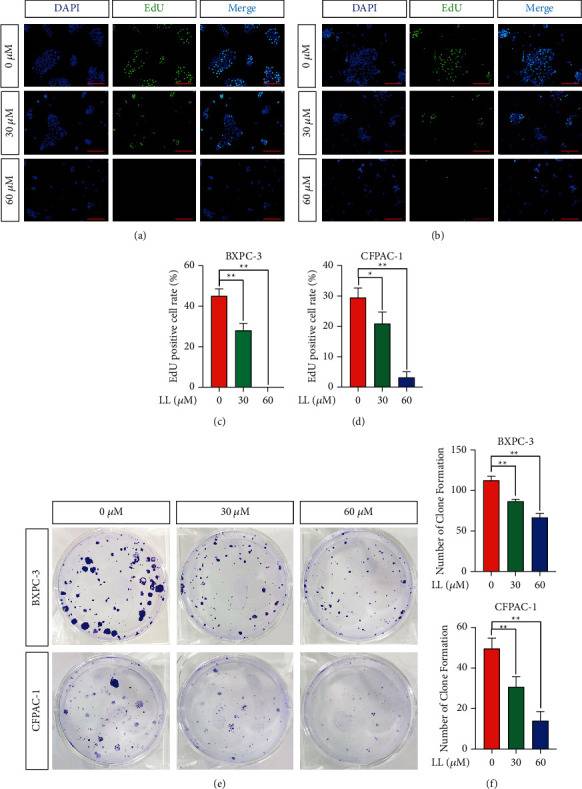 DAPI EdU Merge
0 μM
30 μM
60 μM
(a)
DAPI EdU Merge
0 μM
30 μM
60 μM
(b)
BXPC-3
EdU positive cell rate (%)
60
40
20
0
**
**
LL (μM) 0 30 60
(c)
CFPAC-1
EdU positive cell rate (%)
40
30
20
10
0
**
*
LL (μM) 0 30 60
(d)
0 μM 30 μM 60 μM
BXPC-3
CFPAC-1
(e)
BXPC-3
Number of Clone Formation
150
100
50
0
**
**
LL (μM) 0 30 60
CFPAC-1
Number of Clone Formation
60
40
20
0
**
**
LL (μM) 0 30 60
(f)